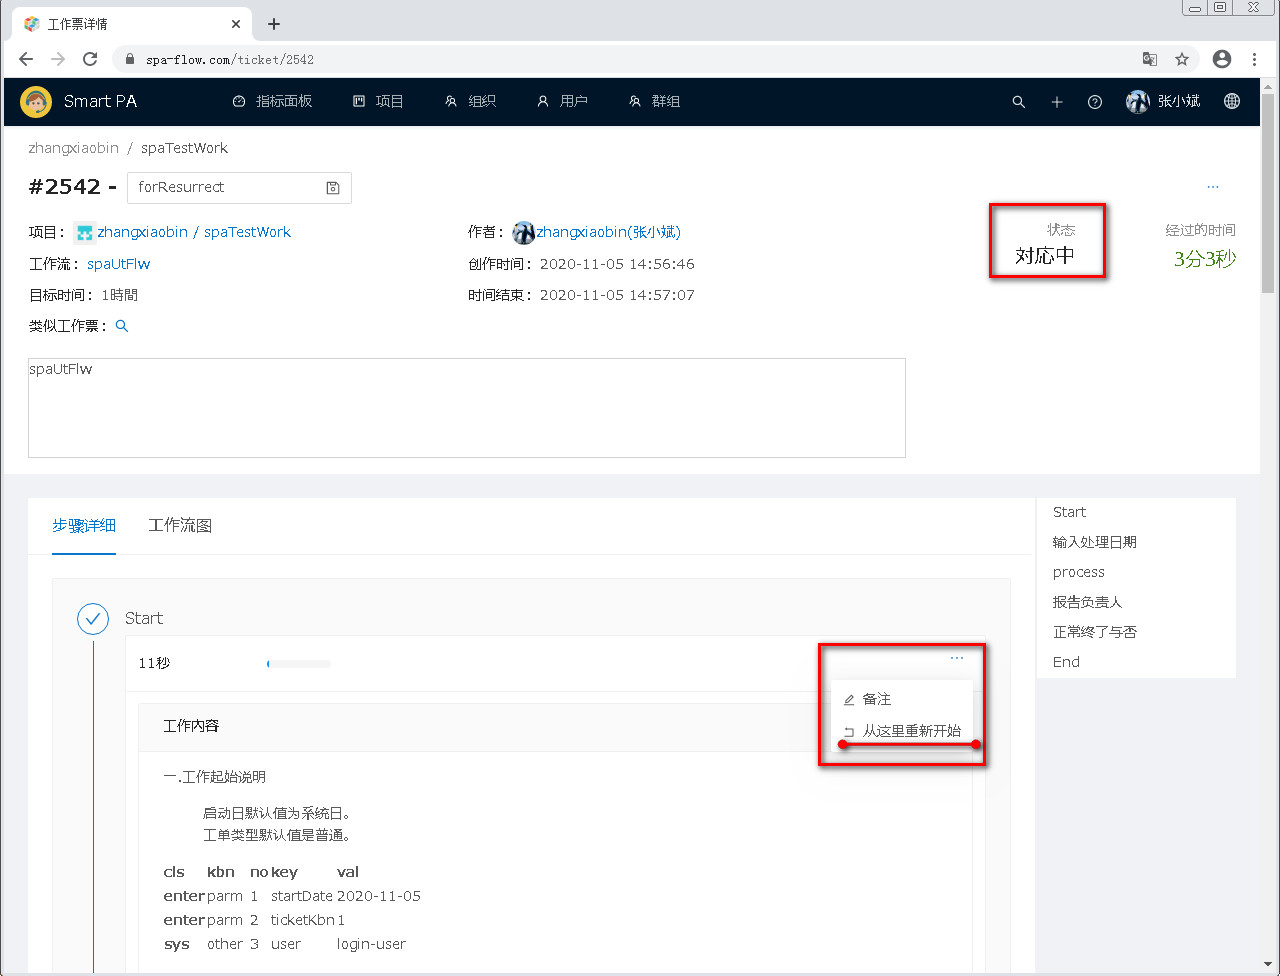 工作票详情
spa-flow.com/ticket/2542
Smart PA 指标面板 项目 组织 用户 群组 张小斌
zhangxiaobin / spaTestWork
#2542 - forResurrect
项目： zhangxiaobin / spaTestWork
作者： zhangxiaobin(张小斌)
状态
对応中
经过的时间
3分3秒
工作流： spaUtFlw
创作时间： 2020-11-05 14:56:46
目标时间： 1時間
时间结束： 2020-11-05 14:57:07
类似工作票：
spaUtFlw
步骤详细 工作流图
Start
11秒
备注
从这里重新开始
工作内容
一.工作起始说明
启动日默认值为系统日。
工单类型默认值是普通。
cls kbn no key val
enter parm 1 startDate 2020-11-05
enter parm 2 ticketKbn 1
sys other 3 user login-user
Start
输入处理日期
process
报告负责人
正常终了与否
End